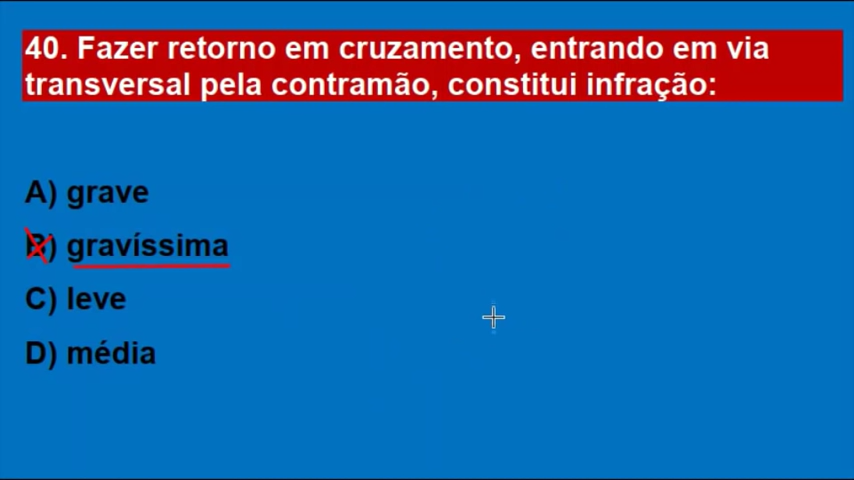 40. Fazer retorno em cruzamento, entrando em via
transversal pela contramão, constitui infração:
A) grave
B) gravíssima
C) leve
D) média